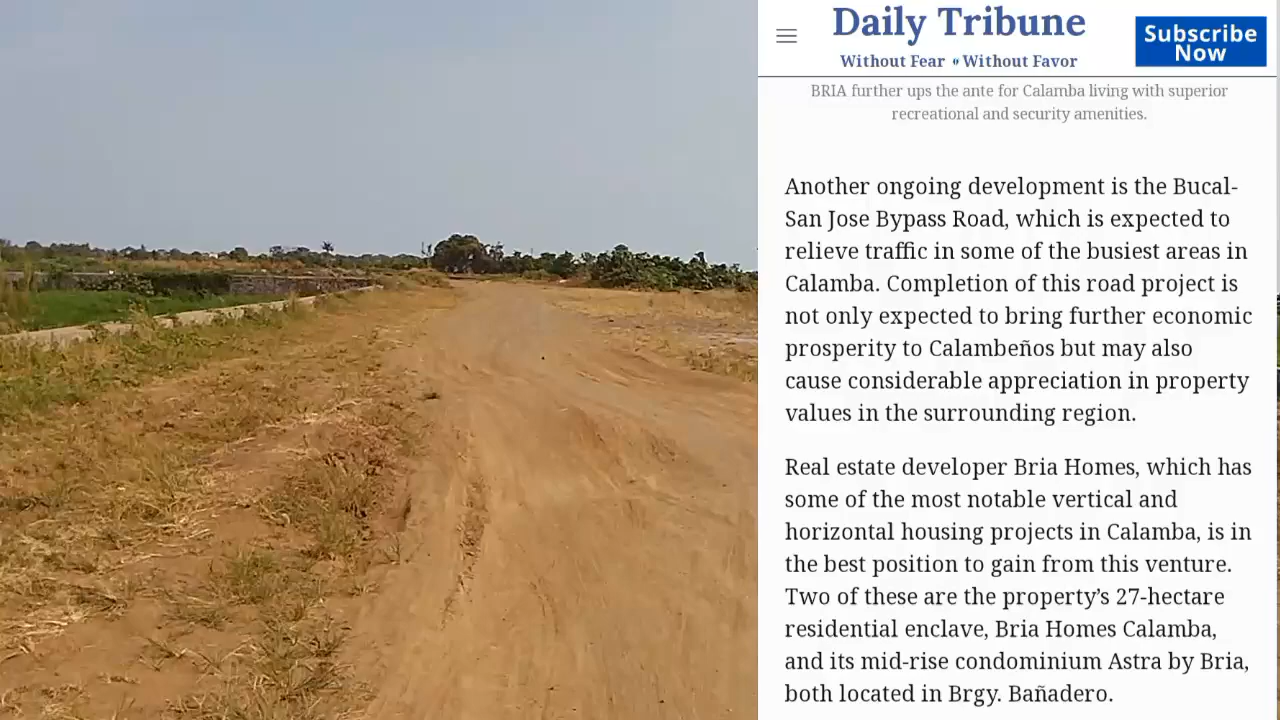 Daily Tribune
Without Fear Without Favor
Subscribe
Now
BRIA further ups the ante for Calamba living with superior
recreational and security amenities.
Another ongoing development is the Bucal-
San Jose Bypass Road, which is expected to
relieve traffic in some of the busiest areas in
Calamba. Completion of this road project is
not only expected to bring further economic
prosperity to Calambeños but may also
cause considerable appreciation in property
values in the surrounding region.
Real estate developer Bria Homes, which has
some of the most notable vertical and
horizontal housing projects in Calamba, is in
the best position to gain from this venture.
Two of these are the property’s 27-hectare
residential enclave, Bria Homes Calamba,
and its mid-rise condominium Astra by Bria,
both located in Brgy. Bañadero.